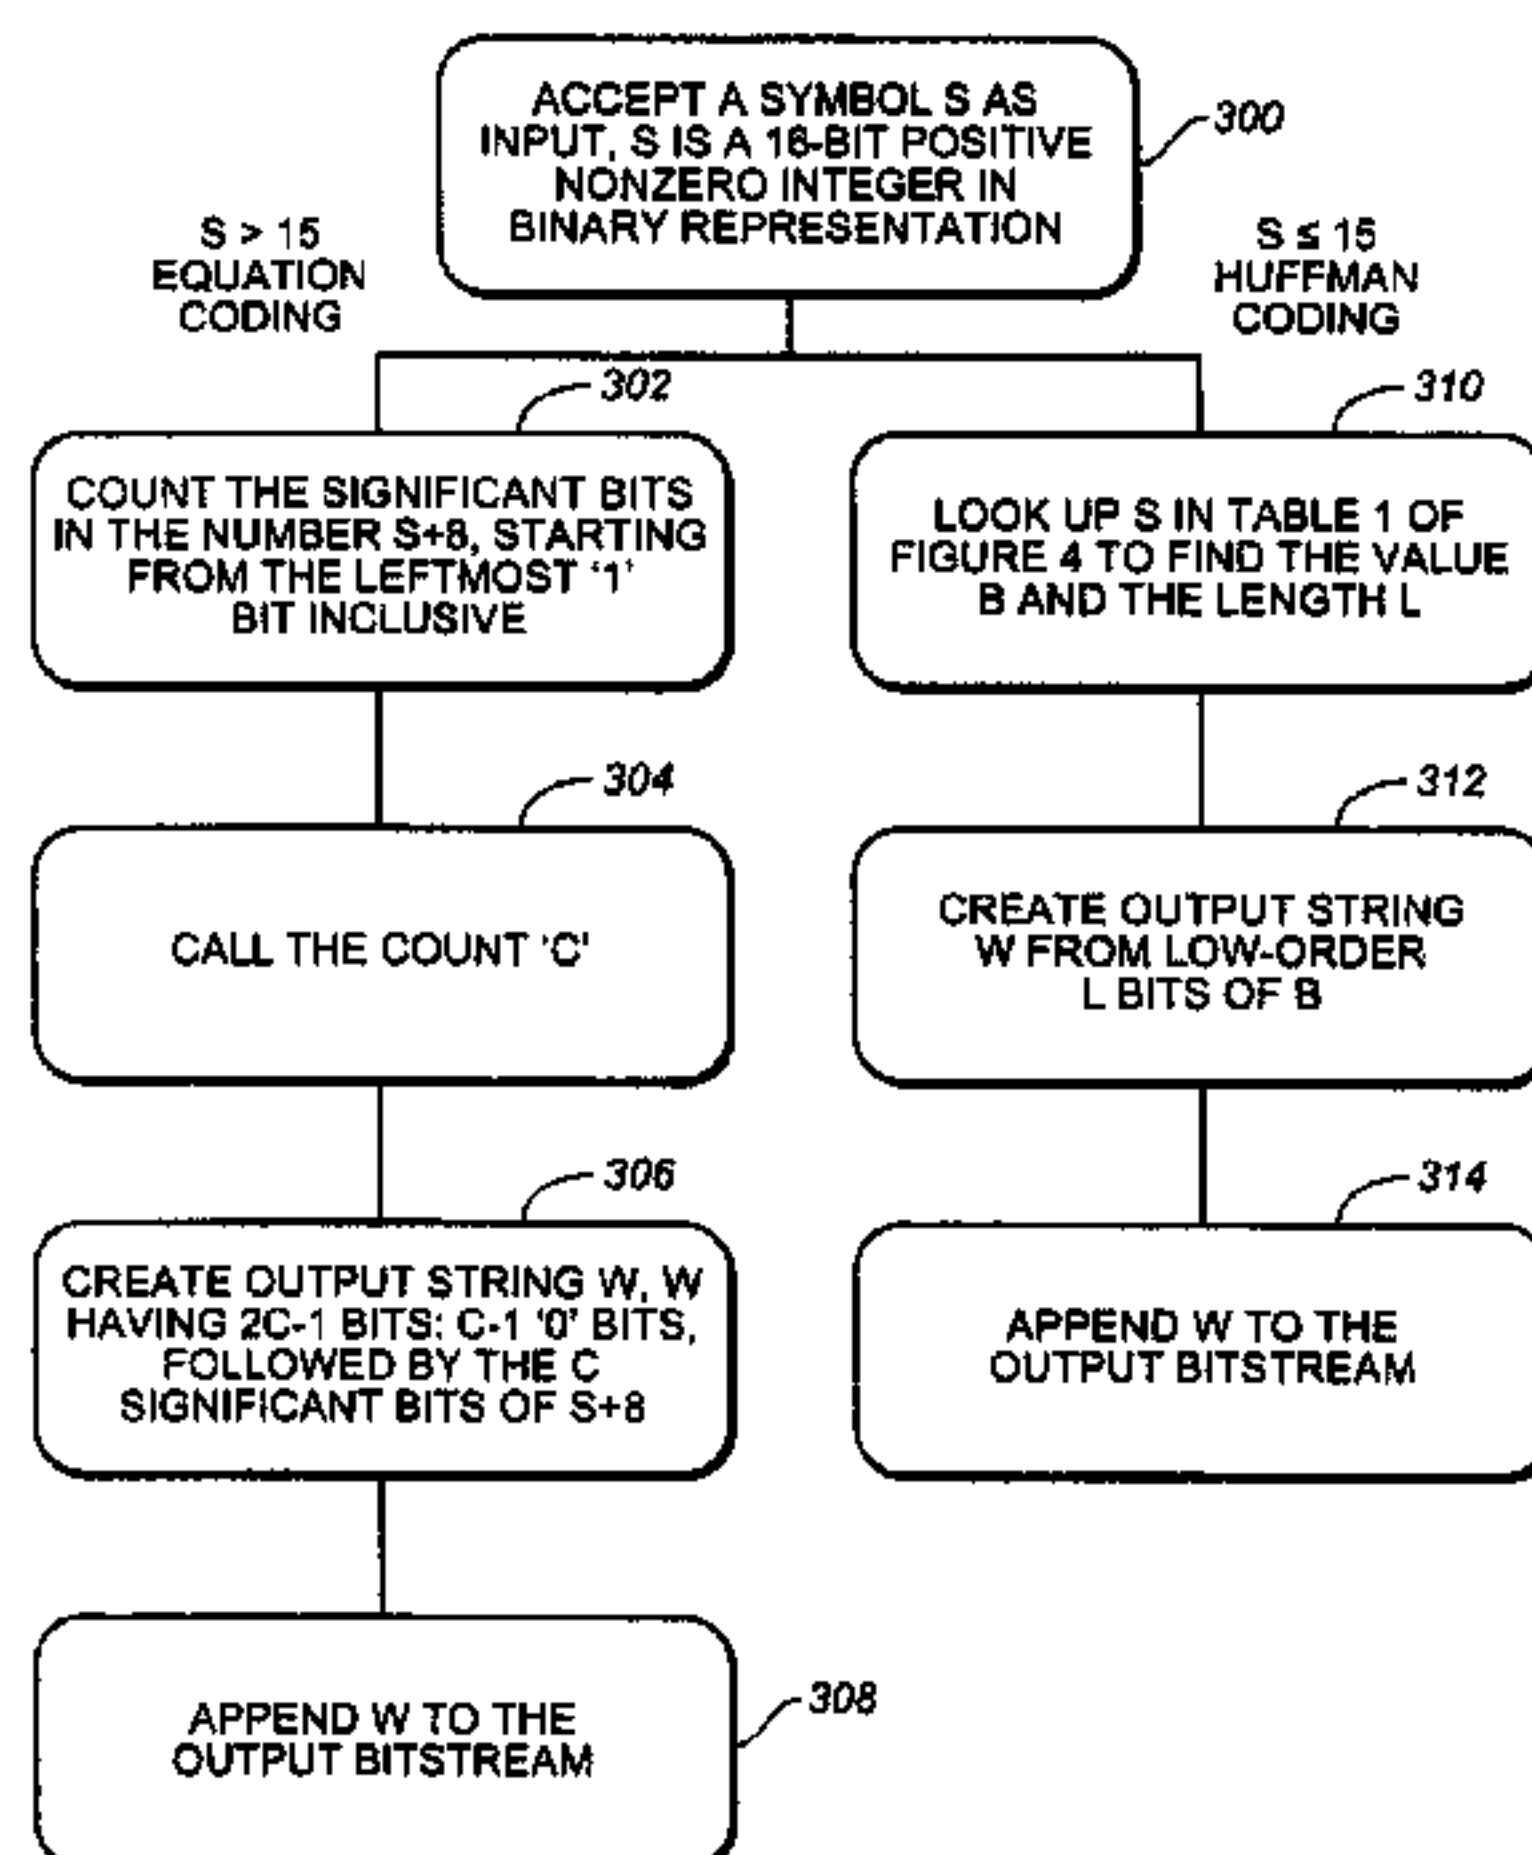 ACCEPT A SYMBOL S AS
INPUT, S IS A 16-BIT POSITIVE
NONZERO INTEGER IN
BINARY REPRESENTATION
300
S > 15
EQUATION
CODING
S ≤ 15
HUFFMAN
CODING
302
COUNT THE SIGNIFICANT BITS
IN THE NUMBER S+8, STARTING
FROM THE LEFTMOST '1'
BIT INCLUSIVE
310
LOOK UP S IN TABLE 1 OF
FIGURE 4 TO FIND THE VALUE
B AND THE LENGTH L
304
CALL THE COUNT 'C'
312
CREATE OUTPUT STRING
W FROM LOW-ORDER
L BITS OF B
306
CREATE OUTPUT STRING W, W
HAVING 2C-1 BITS: C-1 '0' BITS,
FOLLOWED BY THE C
SIGNIFICANT BITS OF S+8
314
APPEND W TO THE
OUTPUT BITSTREAM
308
APPEND W TO THE
OUTPUT BITSTREAM